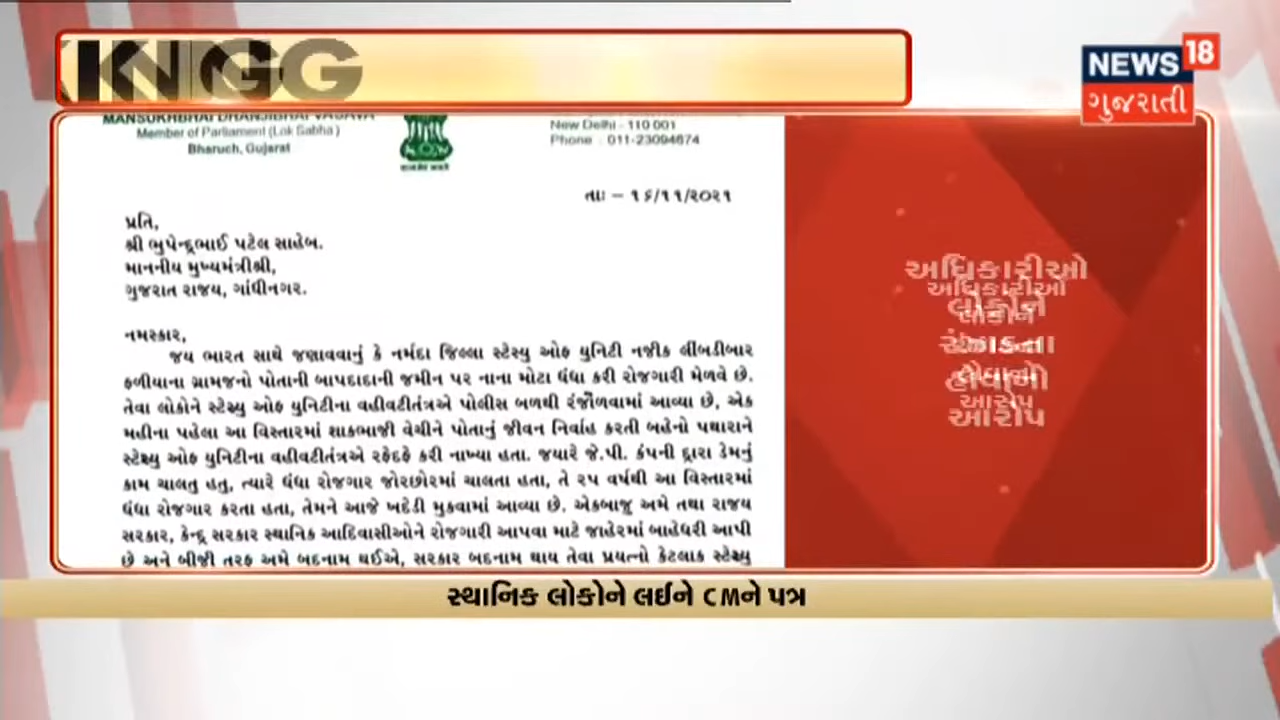 NEWS 18
ગુજરાતી
MANSUKHBHAI DHANJIBHAI VASAVA
Member of Parliament (Lok Sabha)
Bharuch, Gujarat
New Delhi - 110 001
Phone : 011-23094674
તાઃ – ૧૬/૧૧/૨૦૨૧
પ્રતિ,
શ્રી ભુપેન્દ્રભાઈ પટેલ સાહેબ.
માનનીય મુખ્યમંત્રીશ્રી,
ગુજરાત રાજય, ગાંધીનગર.
નમસ્કાર,
જય ભારત સાથે જણાવવાનું કે નર્મદા જિલ્લા સ્ટેસ્યુ ઓફ યુનિટી નજીક લીંબડીબાર
ફળીયાના ગ્રામજનો પોતાની બાપદાદાની જમીન પર નાના મોટા ધંધા કરી રોજગારી મેળવે છે.
તેવા લોકોને સ્ટેચ્યુ ઓફ યુનિટીના વહીવટીતંત્રએ પોલીસ બળથી રંજોળવામાં આવ્યા છે, એક
મહીના પહેલા આ વિસ્તારમાં શાકભાજી વેચીને પોતાનું જીવન નિર્વાહ કરતી બહેનો પથારાને
સ્ટેચ્યુ ઓફ યુનિટીના વહીવટીતંત્રએ રફેદફે કરી નાખ્યા હતા. જયારે જે.પી. કંપની દ્વારા ડેમનું
કામ ચાલતુ હતુ, ત્યારે ધંધા રોજગાર જોરછોરમાં ચાલતા હતા, તે ૨૫ વર્ષથી આ વિસ્તારમાં
ધંધા રોજગાર કરતા હતા, તેમને આજે ખદેડી મુકવામાં આવ્યા છે. એકબાજુ અમે તથા રાજય
સરકાર, કેન્દ્ર સરકાર સ્થાનિક આદિવાસીઓને રોજગારી આપવા માટે જાહેરમાં બાહેધરી આપી
છે અને બીજી તરફ અમે બદનામ થઈએ, સરકાર બદનામ થાય તેવા પ્રયત્નો કેટલાક સ્ટેચ્યુ
અધિકારીઓ
લોકોને
હોવાનો
આરોપ
સ્થાનિક લોકોને લઈને CMને પત્ર